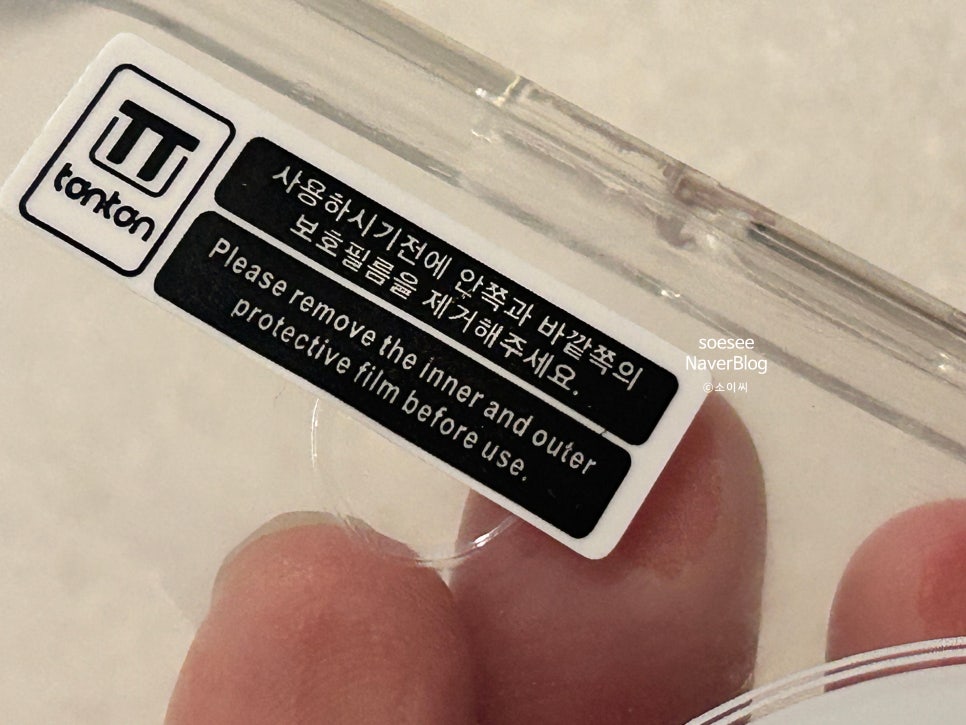 tantan
사용하시기전에 안쪽과 바깥쪽의
보호필름을 제거해주세요.
Please remove the inner and outer
protective film before use.
soesee
NaverBlog
©소이씨